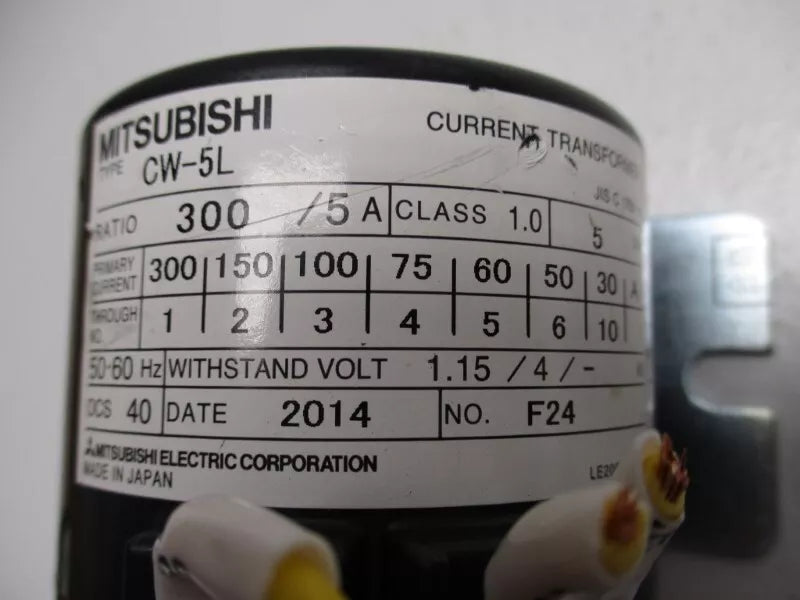 MITSUBISHI
CURRENT TRANSFORMER
TYPE CW-5L
JIS C
RATIO 300 /5 A CLASS 1.0 5
PRIMARY CURRENT 300 150 100 75 60 50 30 A
THROUGH NO. 1 2 3 4 5 6 10
50-60 Hz WITHSTAND VOLT 1.15 / 4 / -
OCS 40 DATE 2014 NO. F24
MITSUBISHI ELECTRIC CORPORATION
MADE IN JAPAN